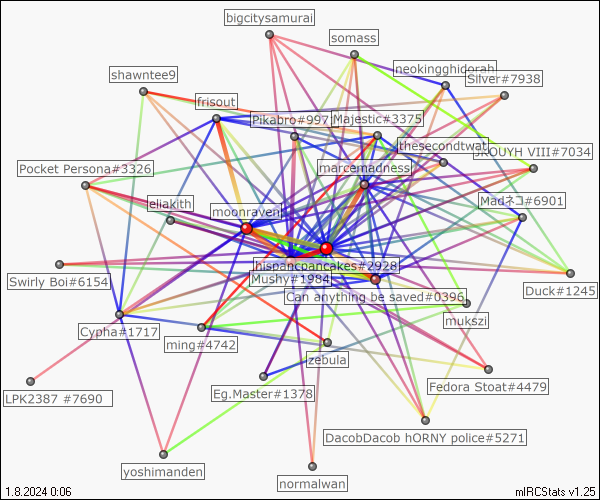 bigcitysamurai
somass
neokingghidorah
shawntee9
Silver#7938
frisout
Pikabro#997
Majestic#3375
thesecondtwat
ROUYH VIII#7034
marcemadness
Pocket Persona#3326
eliakith
moonraven
Madネコ#6901
hispancpancakes#2928
Mushy#1984
Swirly Boi#6154
Can anything be saved#0396
Duck#1245
mukszi
Cypha#1717
ming#4742
zebula
Eg.Master#1378
Fedora Stoat#4479
LPK2387 #7690
DacobDacob hORNY police#5271
yoshimanden
normalwan
1.8.2024 0:06
mIRCStats v1.25